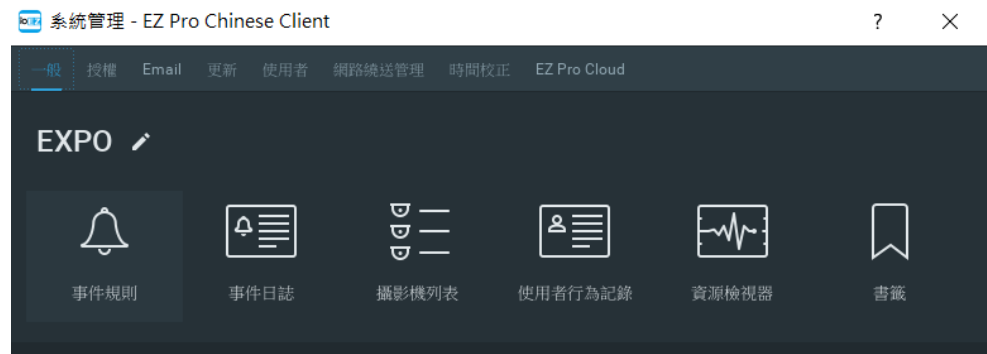 系統管理 - EZ Pro Chinese Client ?
一般 授權 Email 更新 使用者 網路繞送管理 時間校正 EZ Pro Cloud
EXPO
事件規則 事件日誌 攝影機列表 使用者行為記錄 資源檢視器 書籤